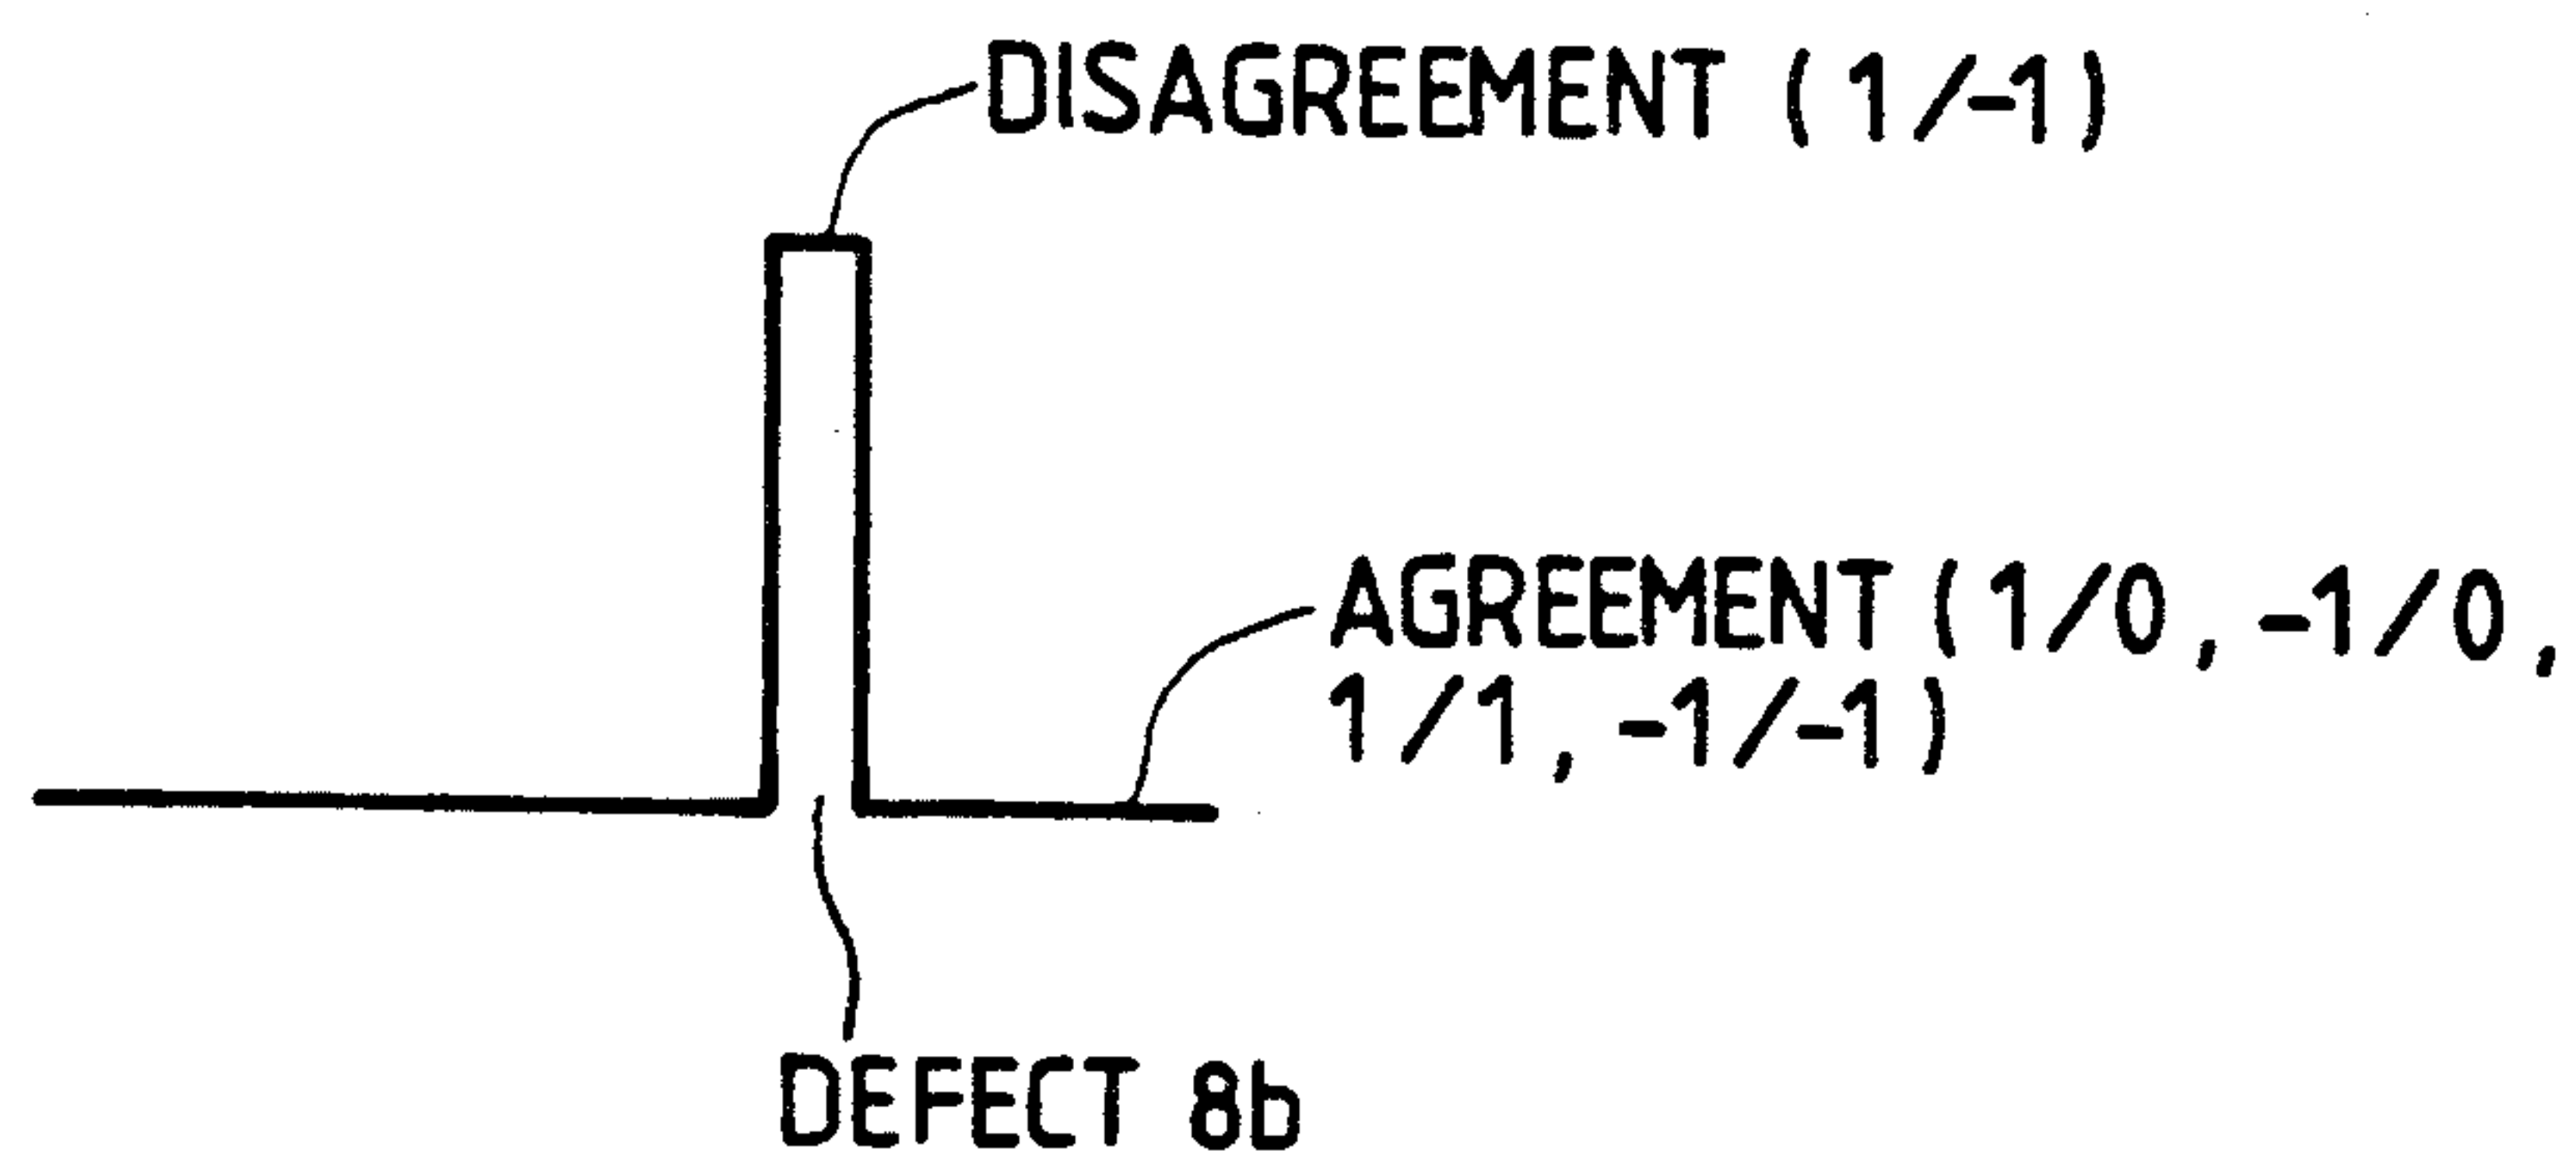 DISAGREEMENT (1/-1)
AGREEMENT (1/0, -1/0,
1/1, -1/-1)
DEFECT 8b